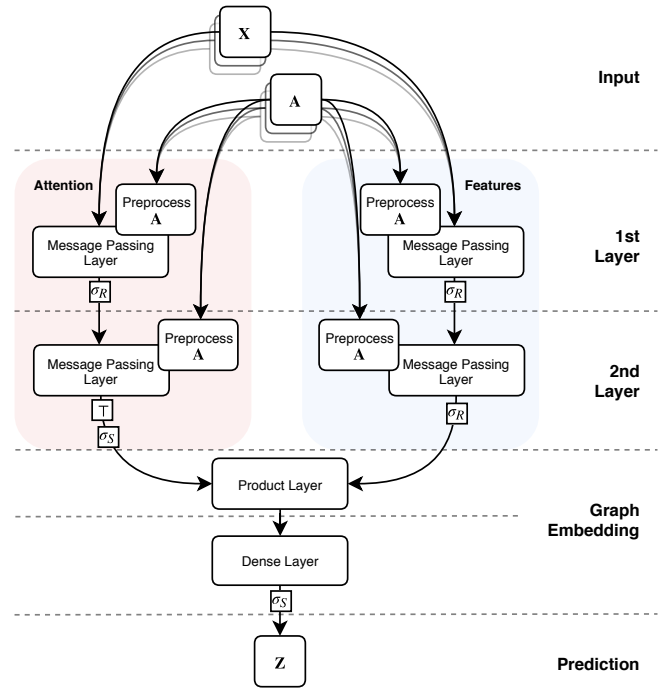 X
Input
A
Attention
Features
Preprocess
A
Preprocess
A
Message Passing
Layer
Message Passing
Layer
1st
Layer
σR
σR
Preprocess
A
Preprocess
A
Message Passing
Layer
Message Passing
Layer
2nd
Layer
⊤
σR
σS
Product Layer
Graph
Embedding
Dense Layer
σS
Z
Prediction